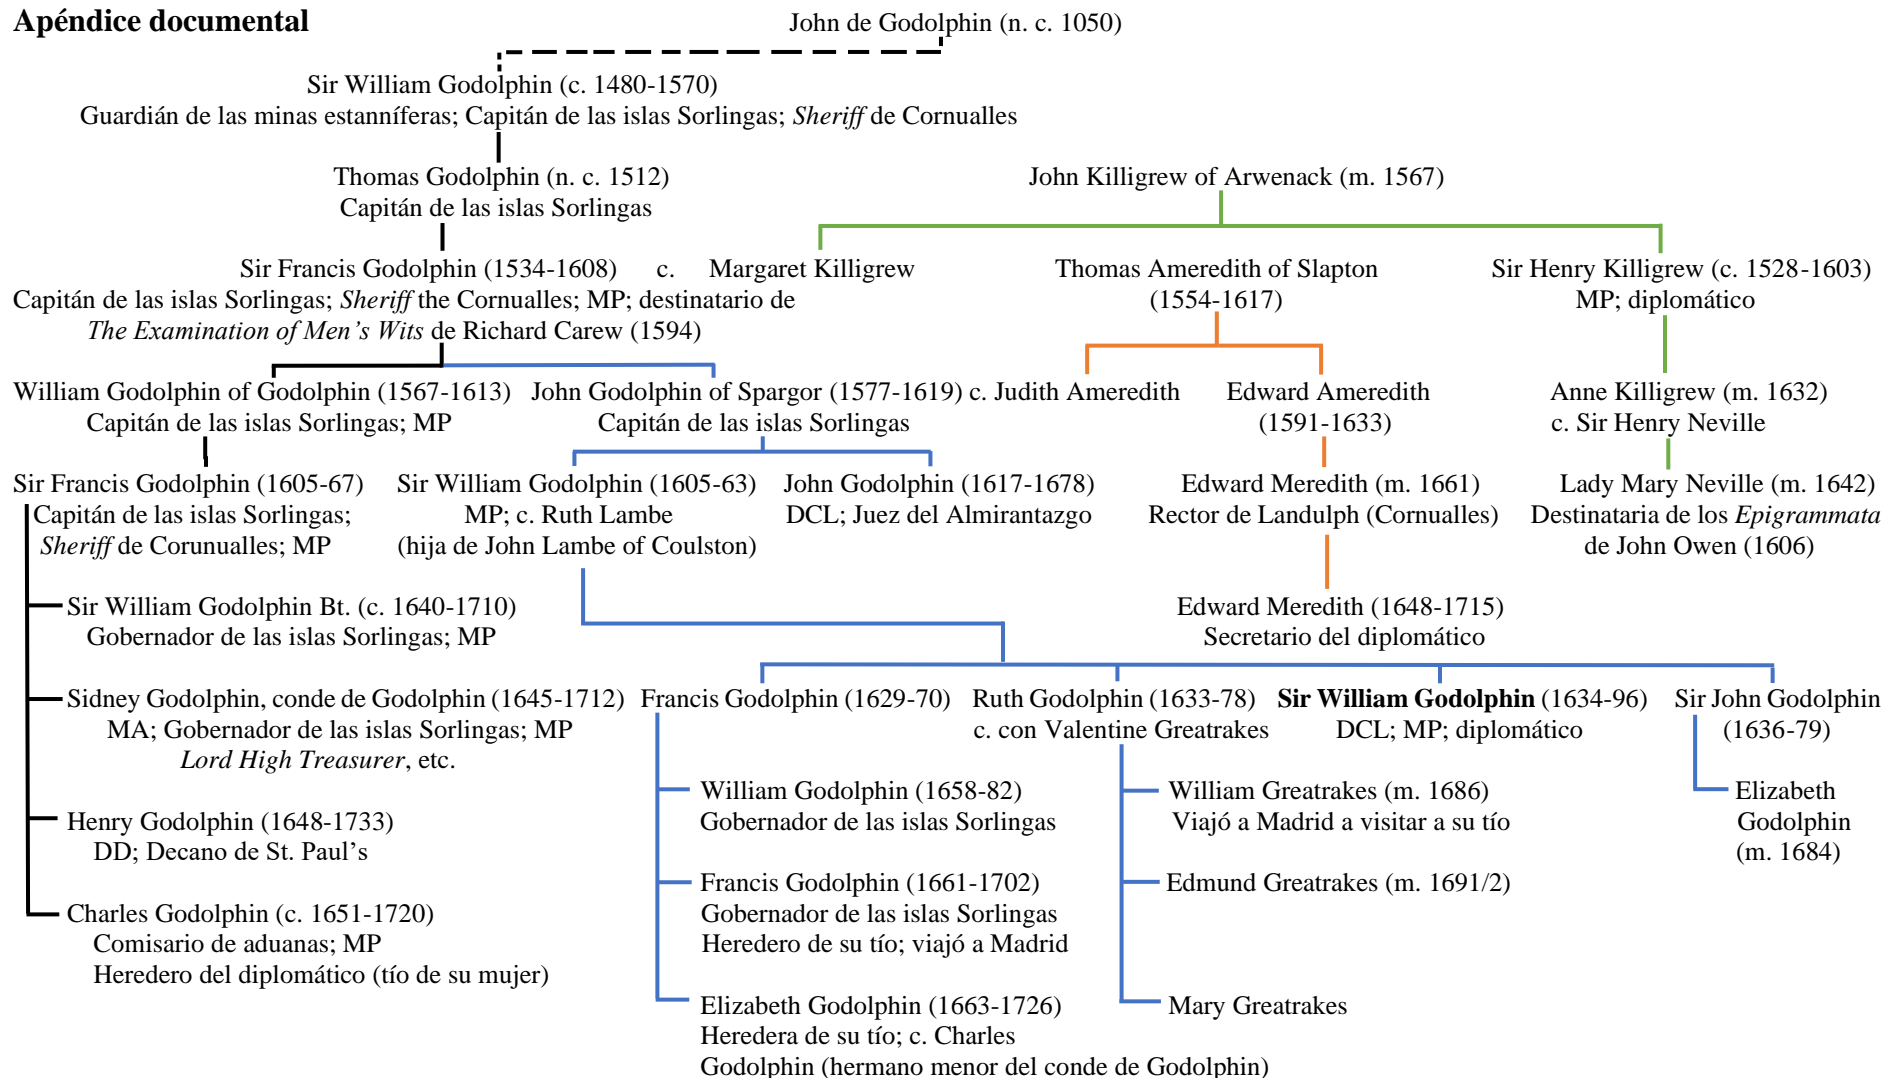 Apéndice documental
John de Godolphin (n. c. 1050)
Sir William Godolphin (c. 1480-1570)
Guardián de las minas estanníferas; Capitán de las islas Sorlingas; Sheriff de Cornualles
Thomas Godolphin (n. c. 1512)
Capitán de las islas Sorlingas
John Killigrew of Arwenack (m. 1567)
Sir Francis Godolphin (1534-1608) c. Margaret Killigrew
Capitán de las islas Sorlingas; Sheriff the Cornualles; MP; destinatario de
The Examination of Men’s Wits de Richard Carew (1594)
Thomas Ameredith of Slapton
(1554-1617)
Sir Henry Killigrew (c. 1528-1603)
MP; diplomático
William Godolphin of Godolphin (1567-1613)
Capitán de las islas Sorlingas; MP
John Godolphin of Spargor (1577-1619) c. Judith Ameredith
Capitán de las islas Sorlingas
Edward Ameredith
(1591-1633)
Anne Killigrew (m. 1632)
c. Sir Henry Neville
Sir Francis Godolphin (1605-67)
Capitán de las islas Sorlingas;
Sheriff de Corunualles; MP
Sir William Godolphin (1605-63)
MP; c. Ruth Lambe
(hija de John Lambe of Coulston)
John Godolphin (1617-1678)
DCL; Juez del Almirantazgo
Edward Meredith (m. 1661)
Rector de Landulph (Cornualles)
Lady Mary Neville (m. 1642)
Destinataria de los Epigrammata
de John Owen (1606)
Sir William Godolphin Bt. (c. 1640-1710)
Gobernador de las islas Sorlingas; MP
Edward Meredith (1648-1715)
Secretario del diplomático
Sidney Godolphin, conde de Godolphin (1645-1712)
MA; Gobernador de las islas Sorlingas; MP
Lord High Treasurer, etc.
Francis Godolphin (1629-70)
Ruth Godolphin (1633-78)
c. con Valentine Greatrakes
Sir William Godolphin (1634-96)
DCL; MP; diplomático
Sir John Godolphin
(1636-79)
Henry Godolphin (1648-1733)
DD; Decano de St. Paul’s
William Godolphin (1658-82)
Gobernador de las islas Sorlingas
William Greatrakes (m. 1686)
Viajó a Madrid a visitar a su tío
Elizabeth
Godolphin
(m. 1684)
Charles Godolphin (c. 1651-1720)
Comisario de aduanas; MP
Heredero del diplomático (tío de su mujer)
Francis Godolphin (1661-1702)
Gobernador de las islas Sorlingas
Heredero de su tío; viajó a Madrid
Edmund Greatrakes (m. 1691/2)
Elizabeth Godolphin (1663-1726)
Heredera de su tío; c. Charles
Godolphin (hermano menor del conde de Godolphin)
Mary Greatrakes